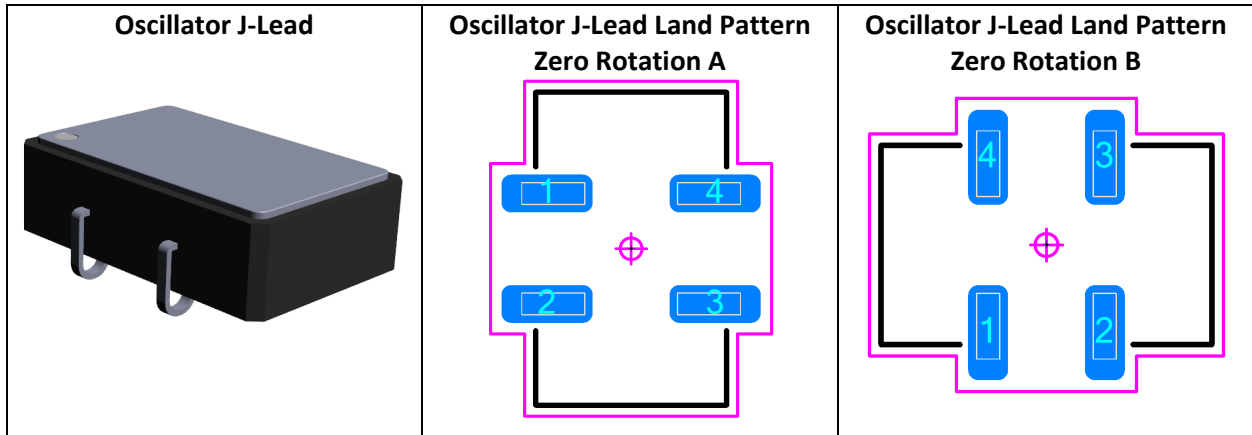 Oscillator J-Lead
Oscillator J-Lead Land Pattern
Zero Rotation A
1
4
2
3
Oscillator J-Lead Land Pattern
Zero Rotation B
4
3
1
2